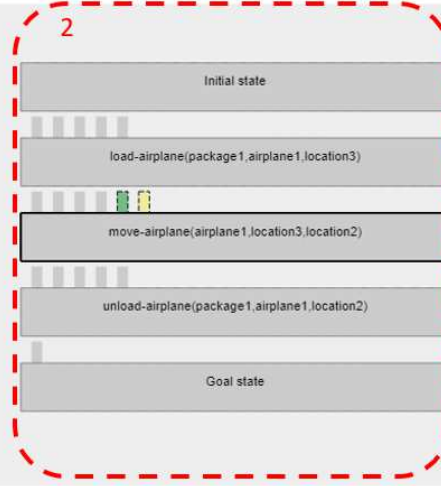 2
Initial state
load-airplane(package1,airplane1,location3)
move-airplane(airplane1,location3,location2)
unload-airplane(package1,airplane1,location2)
Goal state